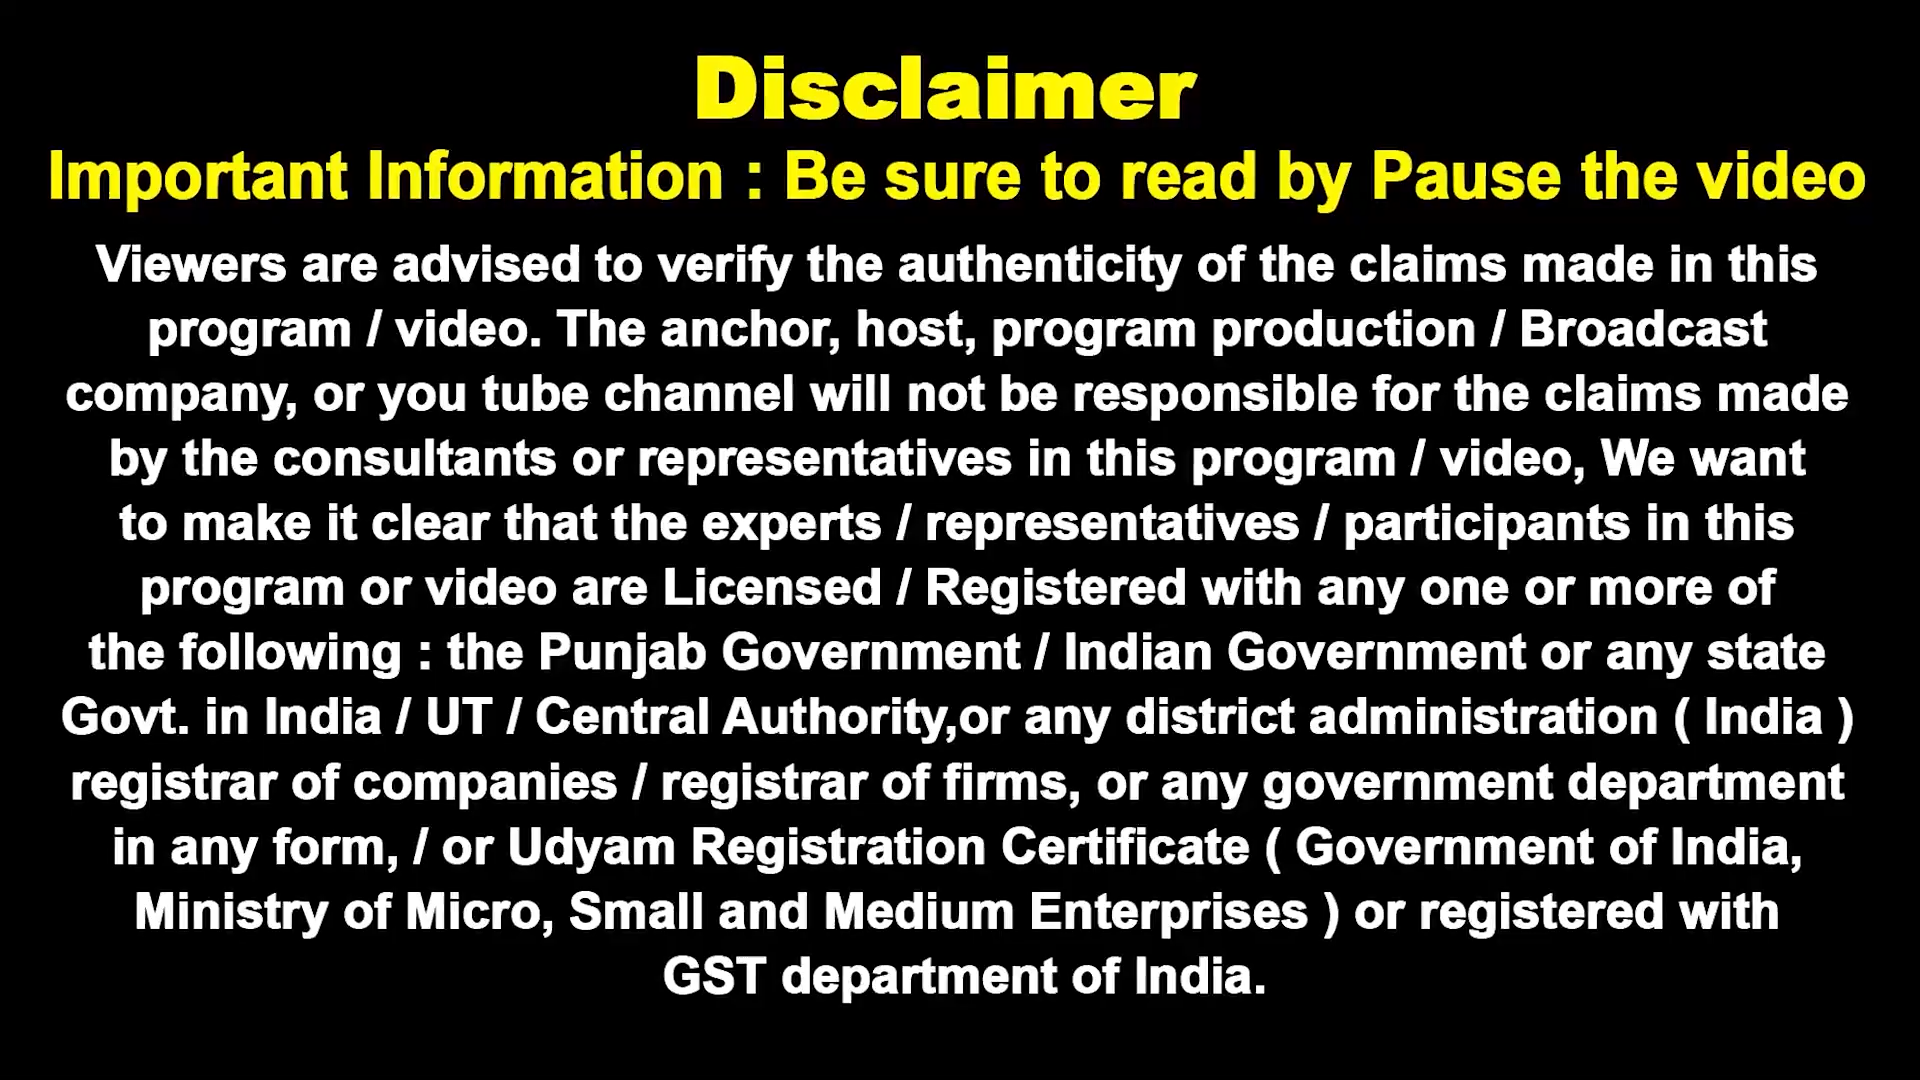 Disclaimer
Important Information : Be sure to read by Pause the video
Viewers are advised to verify the authenticity of the claims made in this
program / video. The anchor, host, program production / Broadcast
company, or you tube channel will not be responsible for the claims made
by the consultants or representatives in this program / video, We want
to make it clear that the experts / representatives / participants in this
program or video are Licensed / Registered with any one or more of
the following : the Punjab Government / Indian Government or any state
Govt. in India / UT / Central Authority,or any district administration ( India )
registrar of companies / registrar of firms, or any government department
in any form, / or Udyam Registration Certificate ( Government of India,
Ministry of Micro, Small and Medium Enterprises ) or registered with
GST department of India.